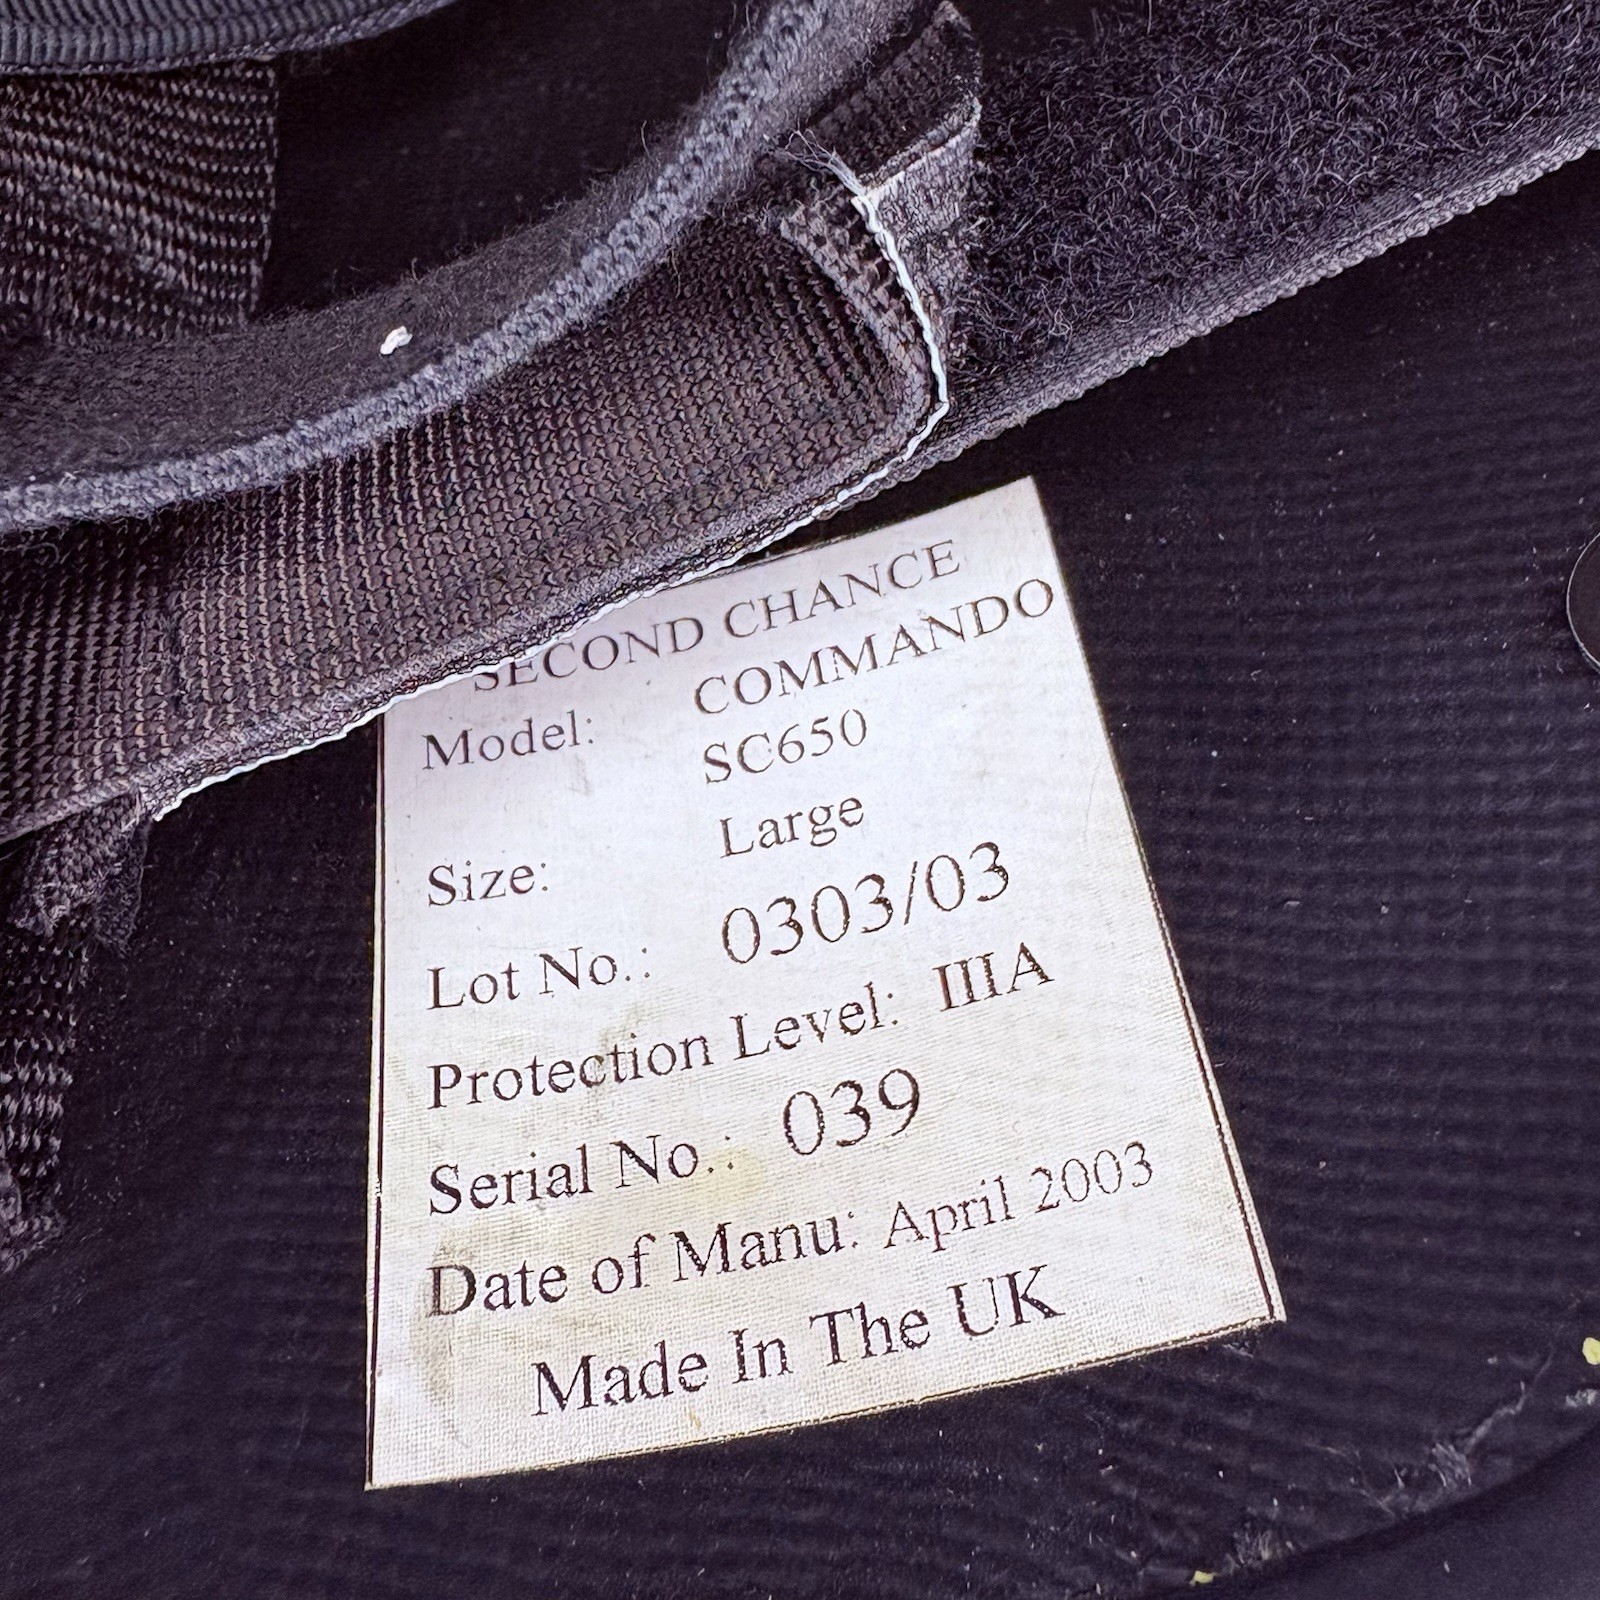 SECOND CHANCE
Model: COMMANDO
SC650
Size: Large
Lot No.: 0303/03
Protection Level: IIIA
Serial No.: 039
Date of Manu: April 2003
Made In The UK